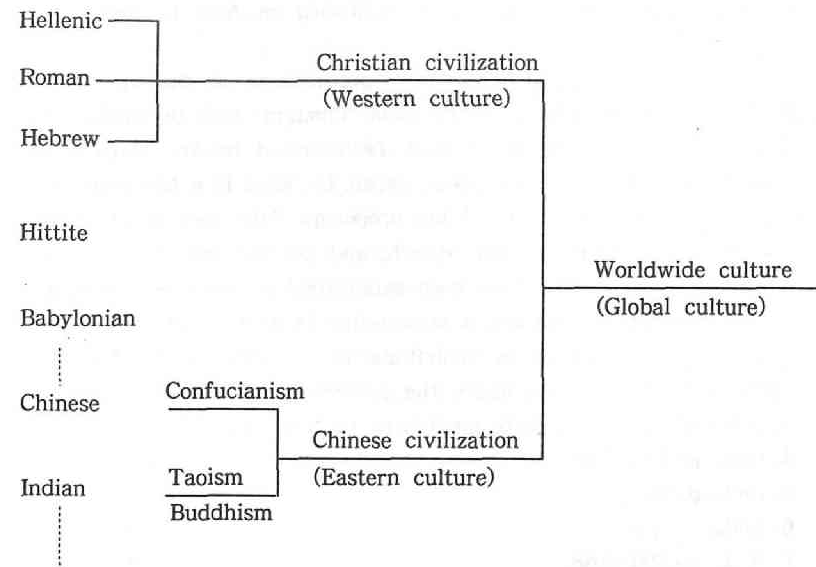 Hellenic
Roman
Hebrew
Christian civilization
(Western culture)
Hittite
Babylonian
Worldwide culture
(Global culture)
Chinese
Confucianism
Chinese civilization
(Eastern culture)
Indian
Taoism
Buddhism